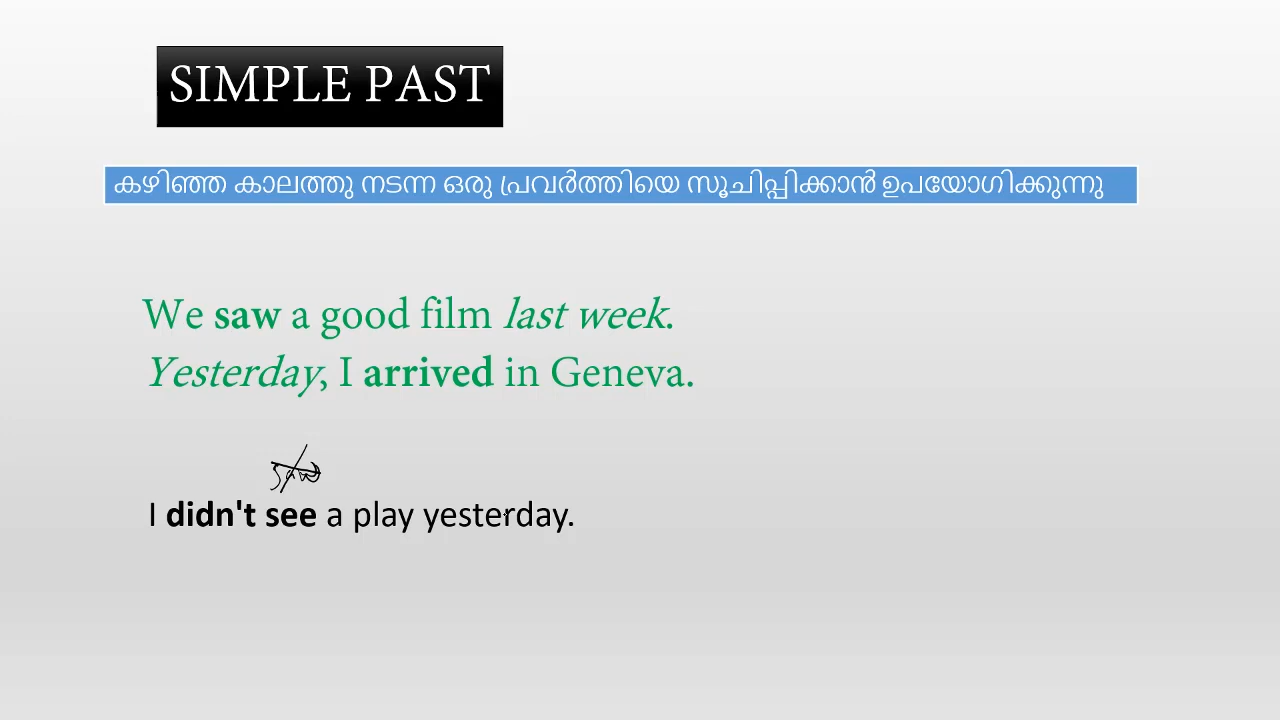 SIMPLE PAST
കഴിഞ്ഞ കാലത്തു നടന്ന ഒരു പ്രവർത്തിയെ സൂചിപ്പിക്കാൻ ഉപയോഗിക്കുന്നു
We saw a good film last week.
Yesterday, I arrived in Geneva.
saw
I didn't see a play yesterday.